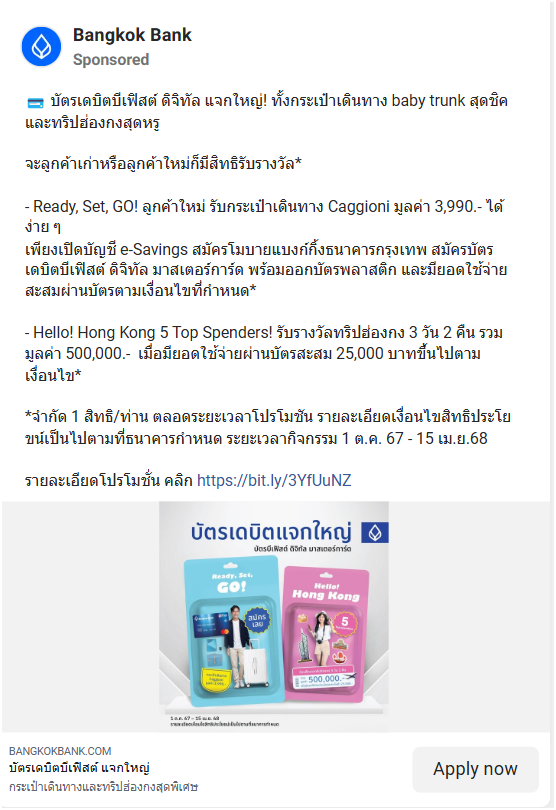 Bangkok Bank
Sponsored
💳 บัตรเดบิตบีเฟิสต์ ดิจิทัล แจกใหญ่! ทั้งกระเป๋าเดินทาง baby trunk สุดชิค
และทริปฮ่องกงสุดหรู
จะลูกค้าเก่าหรือลูกค้าใหม่ก็มีสิทธิรับรางวัล*
- Ready, Set, GO! ลูกค้าใหม่ รับกระเป๋าเดินทาง Caggioni มูลค่า 3,990.- ได้
ง่าย ๆ
เพียงเปิดบัญชี e-Savings สมัครโมบายแบงก์กิ้งธนาคารกรุงเทพ สมัครบัตร
เดบิตบีเฟิสต์ ดิจิทัล มาสเตอร์การ์ด พร้อมออกบัตรพลาสติก และมียอดใช้จ่าย
สะสมผ่านบัตรตามเงื่อนไขที่กำหนด*
- Hello! Hong Kong 5 Top Spenders! รับรางวัลทริปฮ่องกง 3 วัน 2 คืน รวม
มูลค่า 500,000.-  เมื่อมียอดใช้จ่ายผ่านบัตรสะสม 25,000 บาทขึ้นไปตาม
เงื่อนไข*
*จำกัด 1 สิทธิ/ท่าน ตลอดระยะเวลาโปรโมชัน รายละเอียดเงื่อนไขสิทธิประโย
ชน์เป็นไปตามที่ธนาคารกำหนด ระยะเวลากิจกรรม 1 ต.ค. 67 - 15 เม.ย.68
รายละเอียดโปรโมชั่น คลิก https://bit.ly/3YfUuNZ
บัตรเดบิตแจกใหญ่
บัตรบีเฟิสต์ ดิจิทัล มาสเตอร์การ์ด
Ready, Set,
GO!
สมัคร
เลย
Hello!
Hong Kong
5
500,000.-
1 ต.ค. 67 – 15 เม.ย. 68
BANGKOKBANK.COM
บัตรเดบิตบีเฟิสต์ แจกใหญ่
กระเป๋าเดินทางและทริปฮ่องกงสุดพิเศษ
Apply now